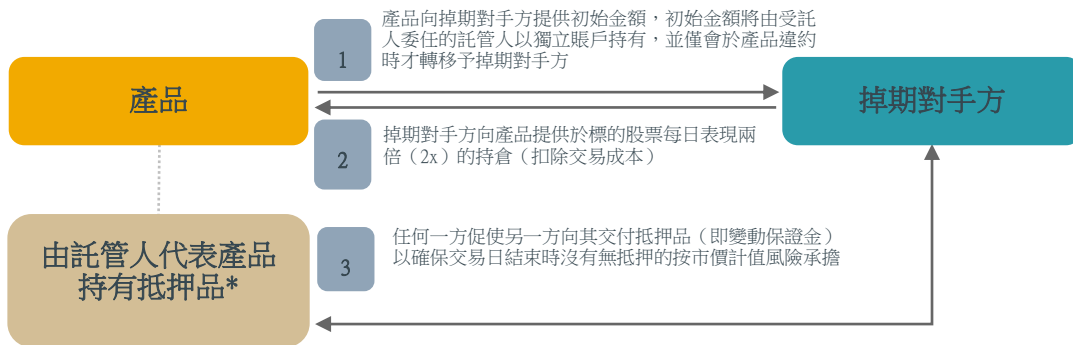 產品向掉期對手方提供初始金額，初始金額將由受託
人委任的託管人以獨立賬戶持有，並僅會於產品違約
時才轉移予掉期對手方
1
產品
掉期對手方
掉期對手方向產品提供於標的股票每日表現兩
倍（2x）的持倉（扣除交易成本）
2
任何一方促使另一方向其交付抵押品（即變動保證金）
以確保交易日結束時沒有無抵押的按市價計值風險承擔
3
由託管人代表產品
持有抵押品*